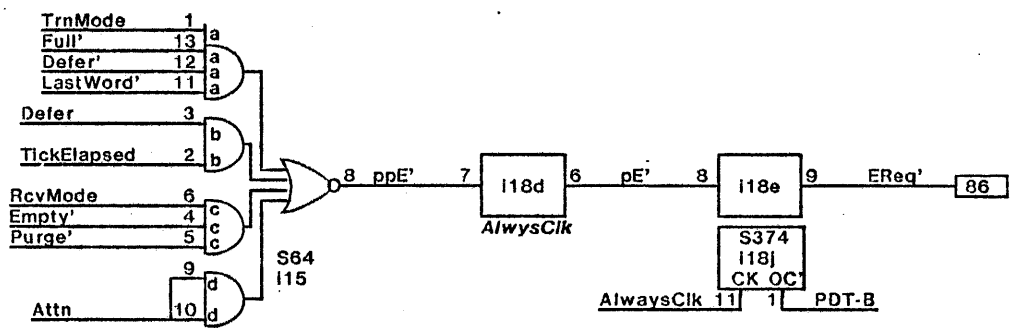 TrnMode 1 a
Full' 13 a
Defer' 12 a
LastWord' 11 a
Defer 3 b
TickElapsed 2 b
RcvMode 6 c
Empty' 4 c
Purge' 5 c
9 d
Attn 10 d
S64
i15
8 ppE' 7 i18d 6 pE' 8 i18e 9 EReq' 86
AlwysClk
S374
i18j
CK OC'
AlwaysClk 11 1 PDT-B